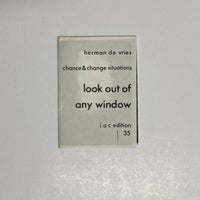 herman de vries
chance&change situations
look out of
any window
i a c edition
35